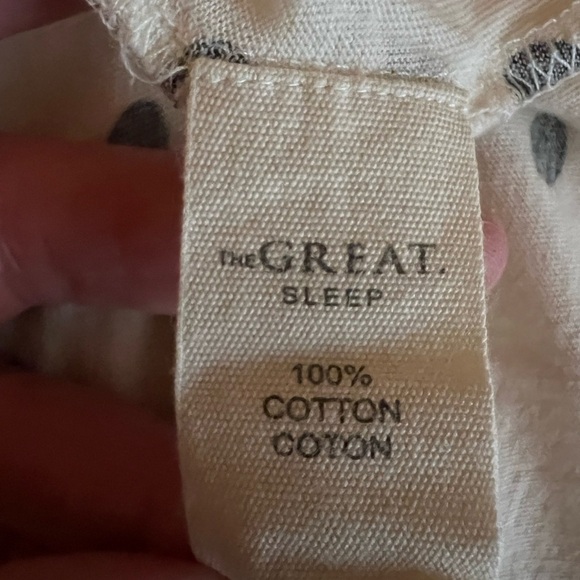 THE GREAT.
SLEEP
100%
COTTON
COTON